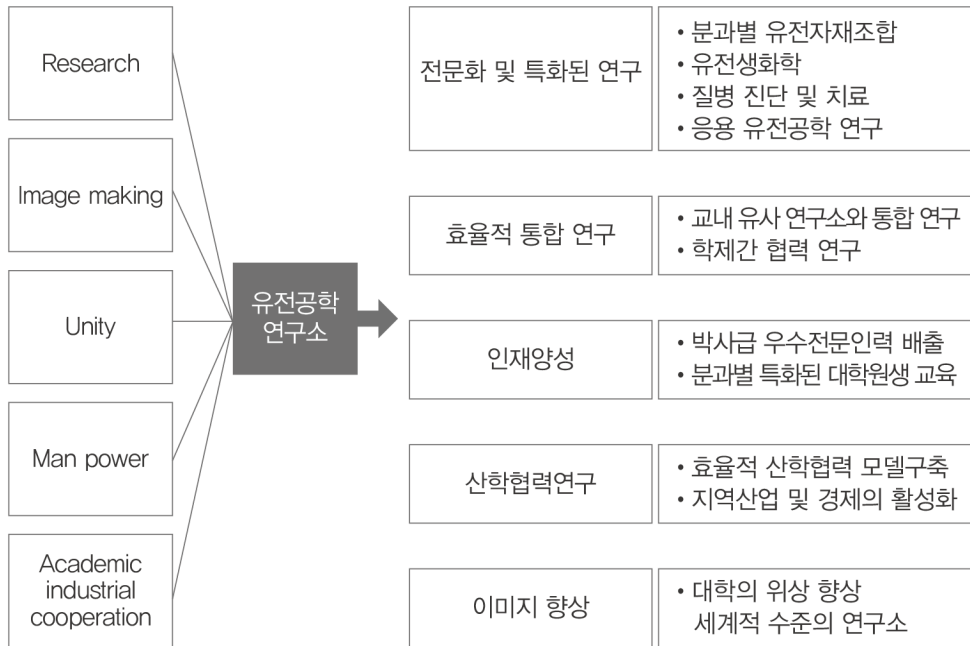 Research
Image making
Unity
Man power
Academic
industrial
cooperation
유전공학
연구소
전문화 및 특화된 연구
• 분과별 유전자재조합
• 유전생화학
• 질병 진단 및 치료
• 응용 유전공학 연구
효율적 통합 연구
• 교내 유사 연구소와 통합 연구
• 학제간 협력 연구
인재양성
• 박사급 우수전문인력 배출
• 분과별 특화된 대학원생 교육
산학협력연구
• 효율적 산학협력 모델구축
• 지역산업 및 경제의 활성화
이미지 향상
• 대학의 위상 향상
세계적 수준의 연구소